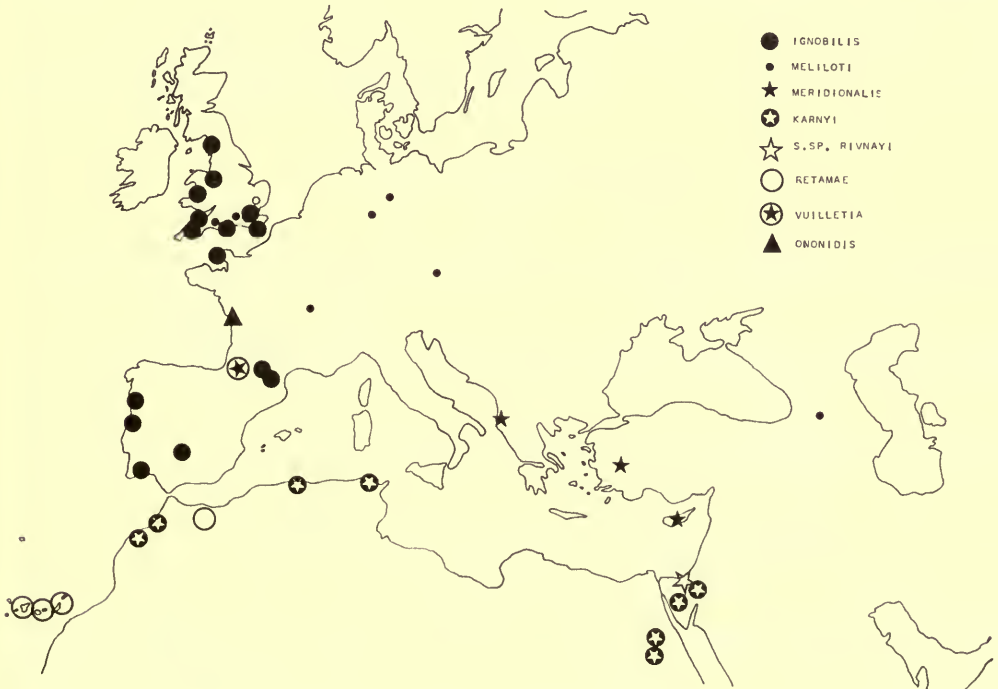 IGNOBILIS
MELILOTI
MERIDIONALIS
KARNYI
S.SP. RIVNAYI
RETAMAE
VUILLETIA
ONONIDIS